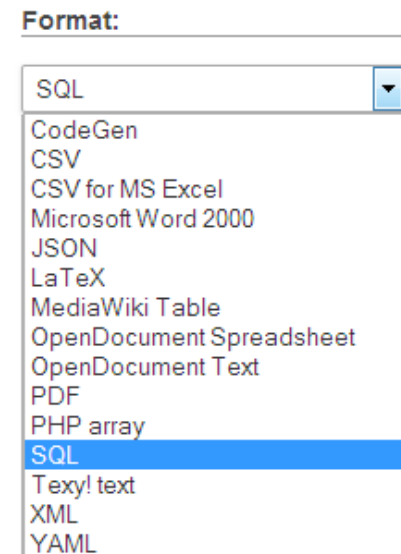 Format:
SQL
CodeGen
CSV
CSV for MS Excel
Microsoft Word 2000
JSON
LaTeX
MediaWiki Table
OpenDocument Spreadsheet
OpenDocument Text
PDF
PHP array
SQL
Texy! text
XML
YAML